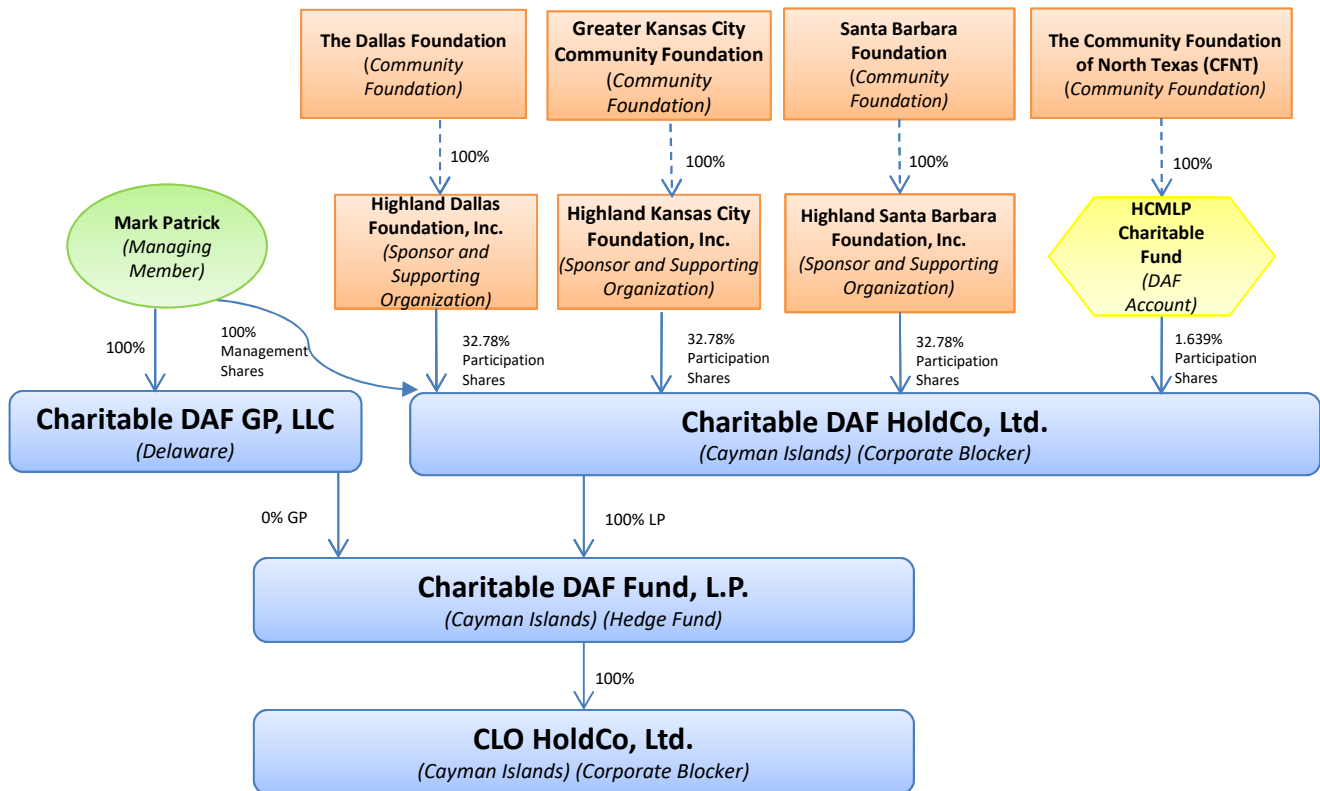 The Dallas Foundation
(Community
Foundation)
Greater Kansas City
Community Foundation
(Community
Foundation)
Santa Barbara
Foundation
(Community
Foundation)
The Community Foundation
of North Texas (CFNT)
(Community Foundation)
100%
100%
100%
100%
Mark Patrick
(Managing
Member)
Highland Dallas
Foundation, Inc.
(Sponsor and
Supporting
Organization)
Highland Kansas City
Foundation, Inc.
(Sponsor and Supporting
Organization)
Highland Santa Barbara
Foundation, Inc.
(Sponsor and Supporting
Organization)
HCMLP
Charitable
Fund
(DAF
Account)
100%
100%
Management
Shares
32.78%
Participation
Shares
32.78%
Participation
Shares
32.78%
Participation
Shares
1.639%
Participation
Shares
Charitable DAF GP, LLC
(Delaware)
Charitable DAF HoldCo, Ltd.
(Cayman Islands) (Corporate Blocker)
0% GP
100% LP
Charitable DAF Fund, L.P.
(Cayman Islands) (Hedge Fund)
100%
CLO HoldCo, Ltd.
(Cayman Islands) (Corporate Blocker)